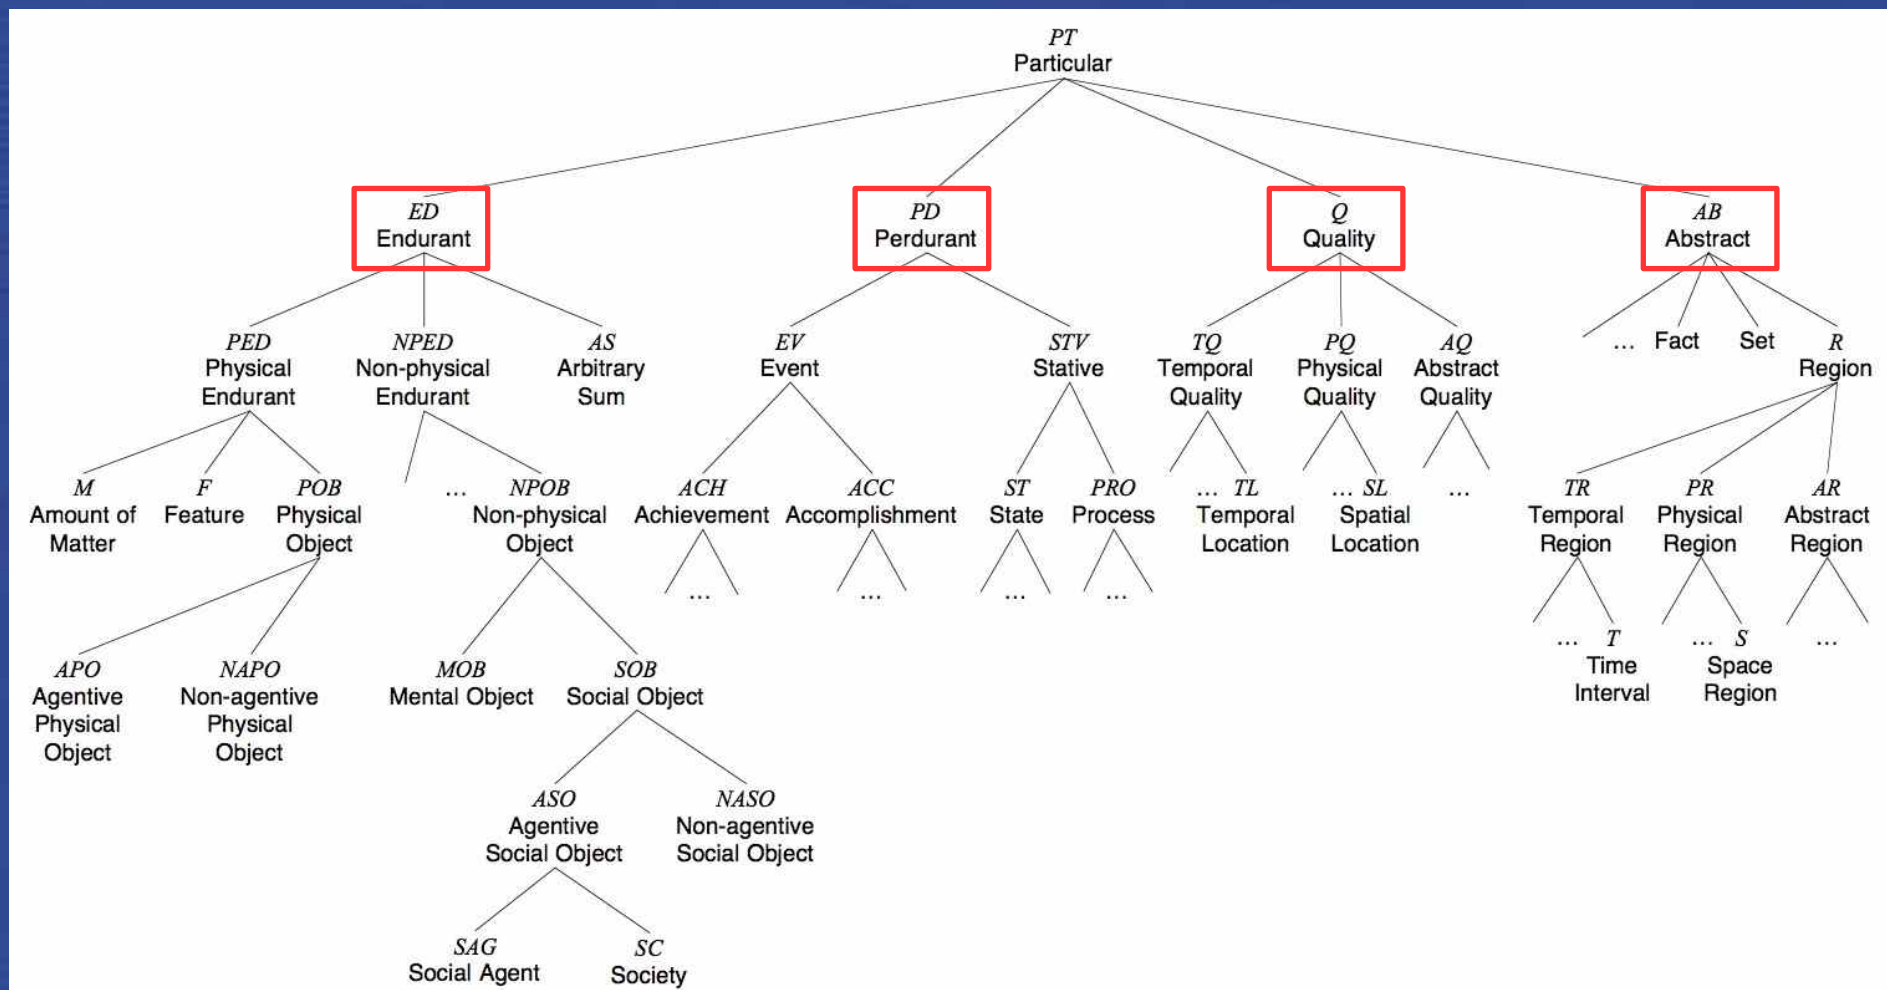 PT
Particular
ED
Endurant
PD
Perdurant
Q
Quality
AB
Abstract
PED
Physical
Endurant
NPED
Non-physical
Endurant
AS
Arbitrary
Sum
EV
Event
STV
Stative
TQ
Temporal
Quality
PQ
Physical
Quality
AQ
Abstract
Quality
... Fact
Set
R
Region
M
Amount of
Matter
F
Feature
POB
Physical
Object
... NPOB
Non-physical
Object
ACH
Achievement
...
ACC
Accomplishment
...
ST
State
...
PRO
Process
...
... TL
Temporal
Location
... SL
Spatial
Location
...
TR
Temporal
Region
PR
Physical
Region
AR
Abstract
Region
... T
Time
Interval
... S
Space
Region
...
APO
Agentive
Physical
Object
NAPO
Non-agentive
Physical
Object
MOB
Mental Object
SOB
Social Object
ASO
Agentive
Social Object
NASO
Non-agentive
Social Object
SAG
Social Agent
SC
Society